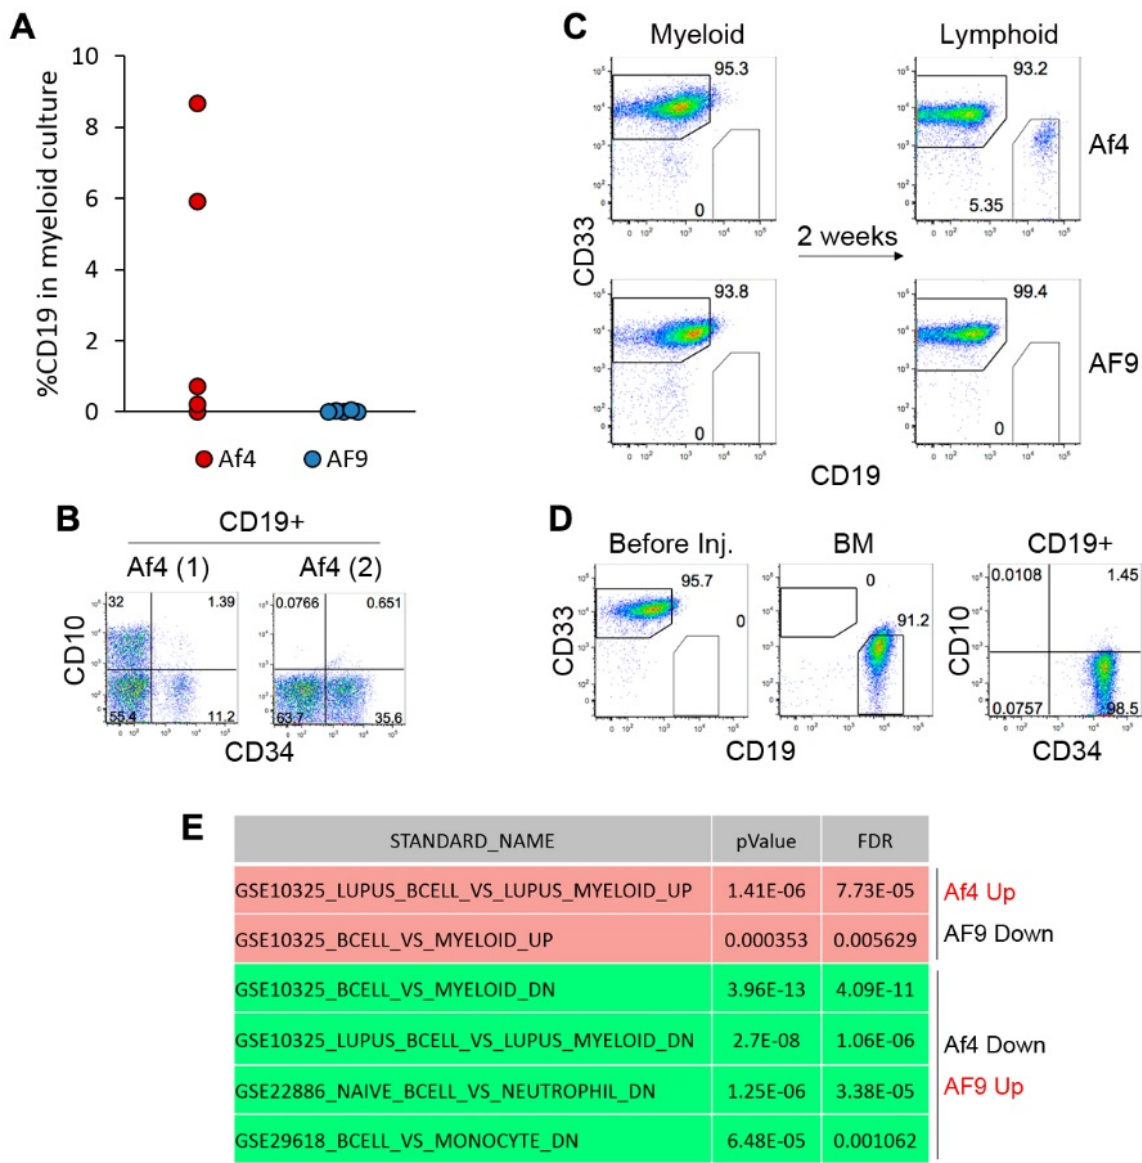 A
%CD19 in myeloid culture
10
8
6
4
2
0
Af4 AF9
B
CD19+
Af4 (1) Af4 (2)
CD10
32 1.39
55.4 11.2
0.0766 0.651
63.7 35.6
CD34
C
Myeloid Lymphoid
CD33
95.3
0
93.2
5.35
Af4
2 weeks
93.8
0
99.4
0
AF9
CD19
D
Before Inj. BM CD19+
CD33
95.7
0
0
91.2
CD19
CD10
0.0108 1.45
0.0757 98.5
CD34
E
STANDARD_NAME pValue FDR
GSE10325_LUPUS_BCELL_VS_LUPUS_MYELOID_UP 1.41E-06 7.73E-05
GSE10325_BCELL_VS_MYELOID_UP 0.000353 0.005629
Af4 Up
AF9 Down
GSE10325_BCELL_VS_MYELOID_DN 3.96E-13 4.09E-11
GSE10325_LUPUS_BCELL_VS_LUPUS_MYELOID_DN 2.7E-08 1.06E-06
GSE22886_NAIVE_BCELL_VS_NEUTROPHIL_DN 1.25E-06 3.38E-05
GSE29618_BCELL_VS_MONOCYTE_DN 6.48E-05 0.001062
Af4 Down
AF9 Up